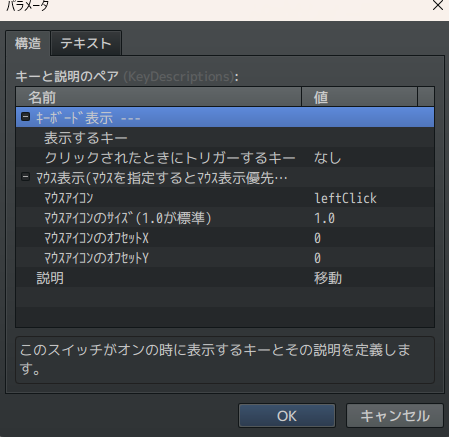 パラメータ
構造 テキスト
キーと説明のペア (KeyDescriptions):
名前 値
ｷｰﾎﾞｰﾄﾞ表示 ---
表示するキー
クリックされたときにトリガーするキー なし
ﾏｳｽ表示(ﾏｳｽを指定するとﾏｳｽ表示優先…
ﾏｳｽｱｲｺﾝ leftClick
ﾏｳｽｱｲｺﾝのｻｲｽﾞ(1.0が標準) 1.0
ﾏｳｽｱｲｺﾝのｵﾌｾｯﾄX 0
ﾏｳｽｱｲｺﾝのｵﾌｾｯﾄY 0
説明 移動
このスイッチがオンの時に表示するキーとその説明を定義しま
す。
OK キャンセル